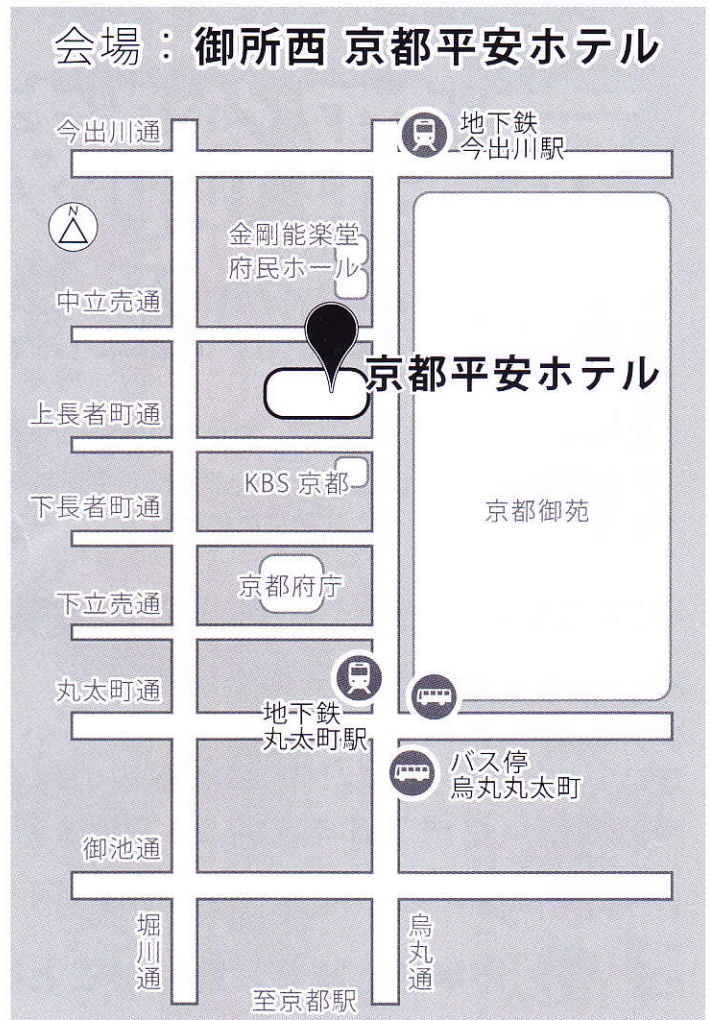 会場：御所西 京都平安ホテル
今出川通
地下鉄
今出川駅
N
金剛能楽堂
府民ホール
中立売通
京都平安ホテル
上長者町通
KBS 京都
下長者町通
京都御苑
京都府庁
下立売通
丸太町通
地下鉄
丸太町駅
バス停
烏丸丸太町
御池通
堀川通
烏丸通
至京都駅